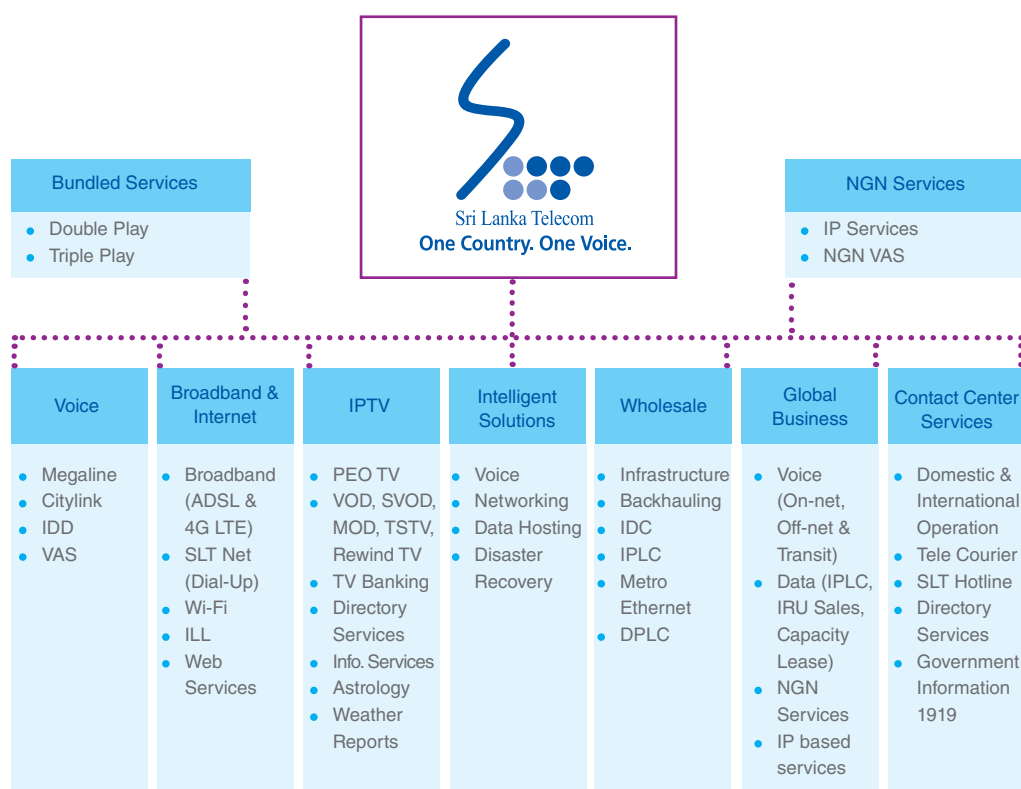 Sri Lanka Telecom
One Country. One Voice.
Bundled Services
• Double Play
• Triple Play
NGN Services
• IP Services
• NGN VAS
Voice
• Megaline
• Citylink
• IDD
• VAS
Broadband &
Internet
• Broadband
(ADSL &
4G LTE)
• SLT Net
(Dial-Up)
• Wi-Fi
• ILL
• Web
Services
IPTV
• PEO TV
• VOD, SVOD,
MOD, TSTV,
Rewind TV
• TV Banking
• Directory
Services
• Info. Services
• Astrology
• Weather
Reports
Intelligent
Solutions
• Voice
• Networking
• Data Hosting
• Disaster
Recovery
Wholesale
• Infrastructure
• Backhauling
• IDC
• IPLC
• Metro
Ethernet
• DPLC
Global
Business
• Voice
(On-net,
Off-net &
Transit)
• Data (IPLC,
IRU Sales,
Capacity
Lease)
• NGN
Services
• IP based
services
Contact Center
Services
• Domestic &
International
Operation
• Tele Courier
• SLT Hotline
• Directory
Services
• Government
Information
1919